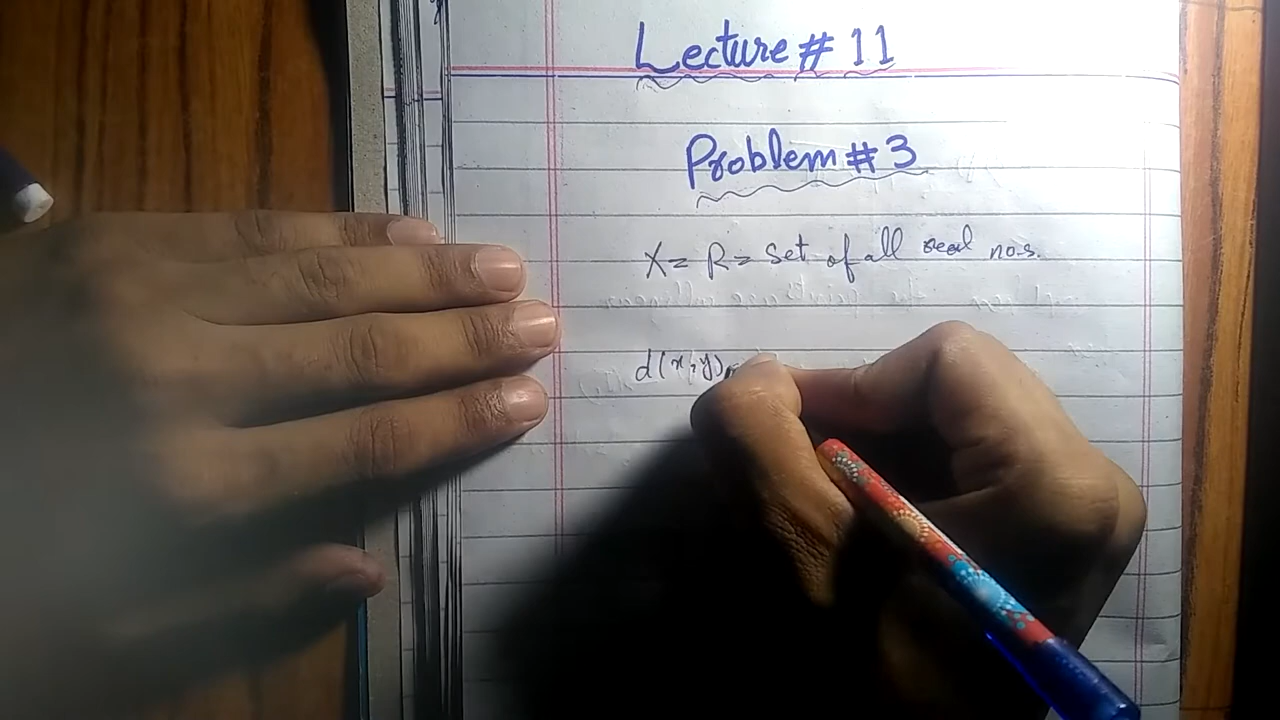 Lecture # 11
Problem # 3
X = R = Set of all real no.s.
d(x,y)